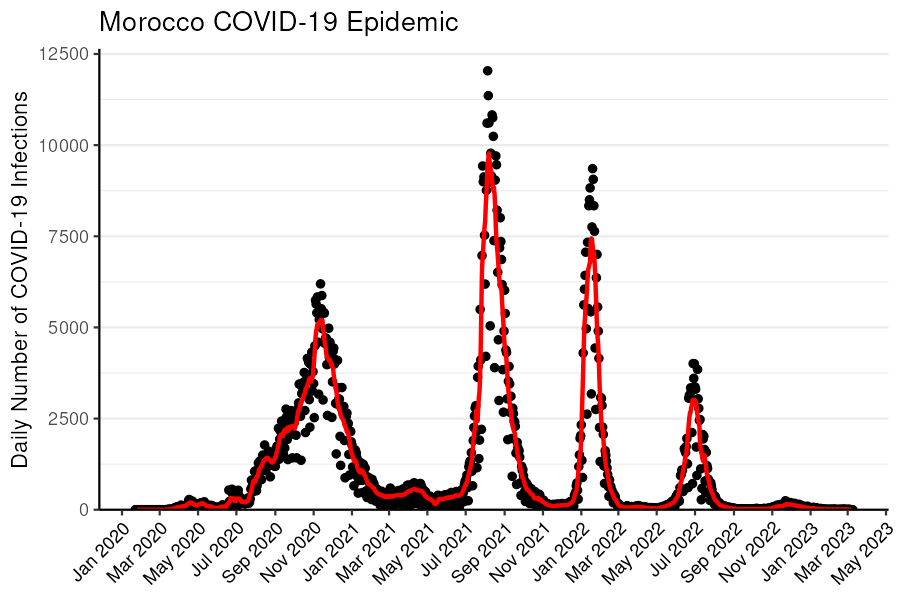 Morocco COVID-19 Epidemic
Daily Number of COVID-19 Infections
12500
10000
7500
5000
2500
0
Jan 2020
Mar 2020
May 2020
Jul 2020
Sep 2020
Nov 2020
Jan 2021
Mar 2021
May 2021
Jul 2021
Sep 2021
Nov 2021
Jan 2022
Mar 2022
May 2022
Jul 2022
Sep 2022
Nov 2022
Jan 2023
Mar 2023
May 2023